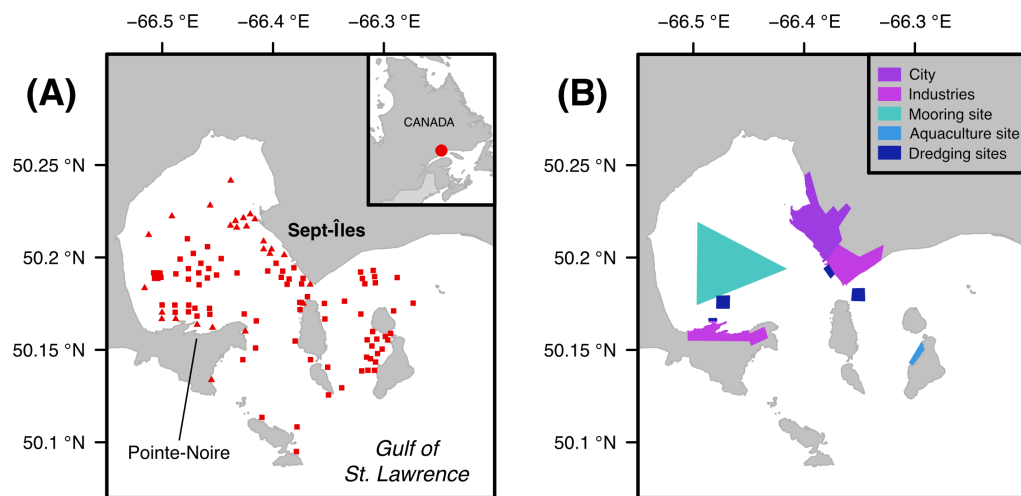 −66.5 °E −66.4 °E −66.3 °E
−66.5 °E −66.4 °E −66.3 °E
(A)
CANADA
50.25 °N
Sept-Îles
50.2 °N
50.15 °N
50.1 °N
Pointe-Noire
Gulf of
St. Lawrence
(B)
City
Industries
Mooring site
Aquaculture site
Dredging sites
50.25 °N
50.2 °N
50.15 °N
50.1 °N